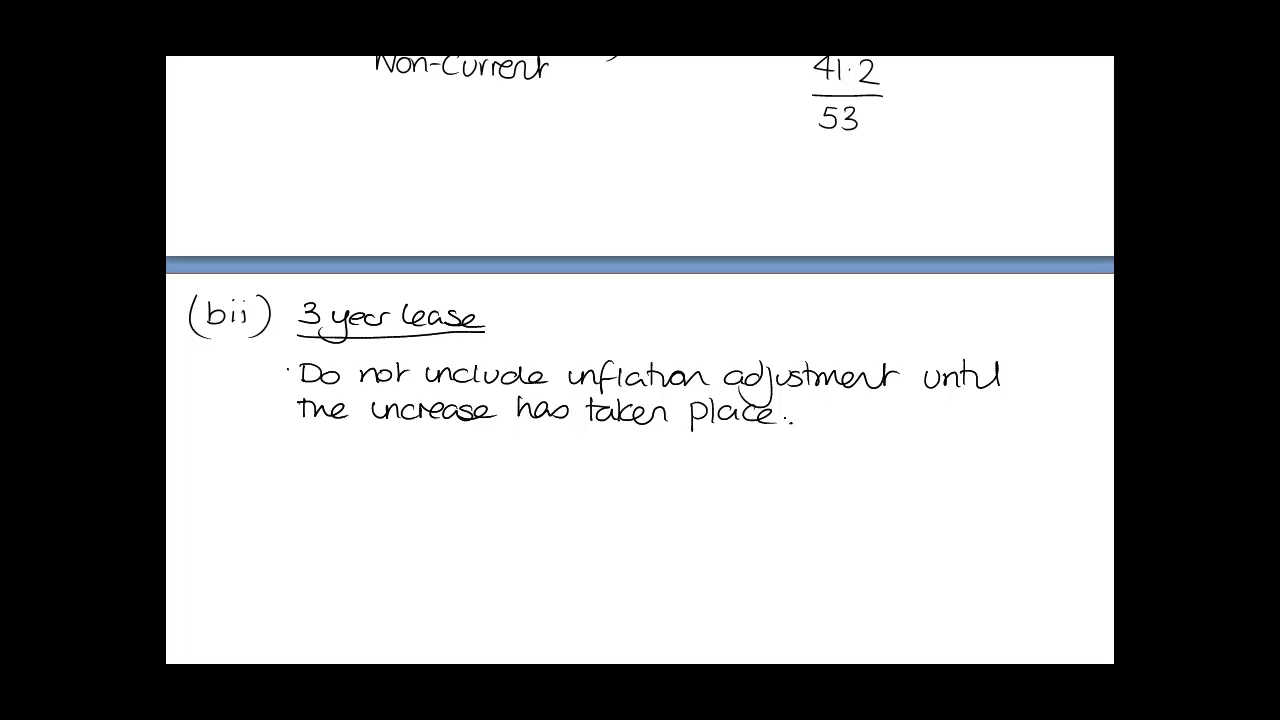 Non-Current
41.2
53
(bii) 3 year lease
· Do not include inflation adjustment until
the increase has taken place.